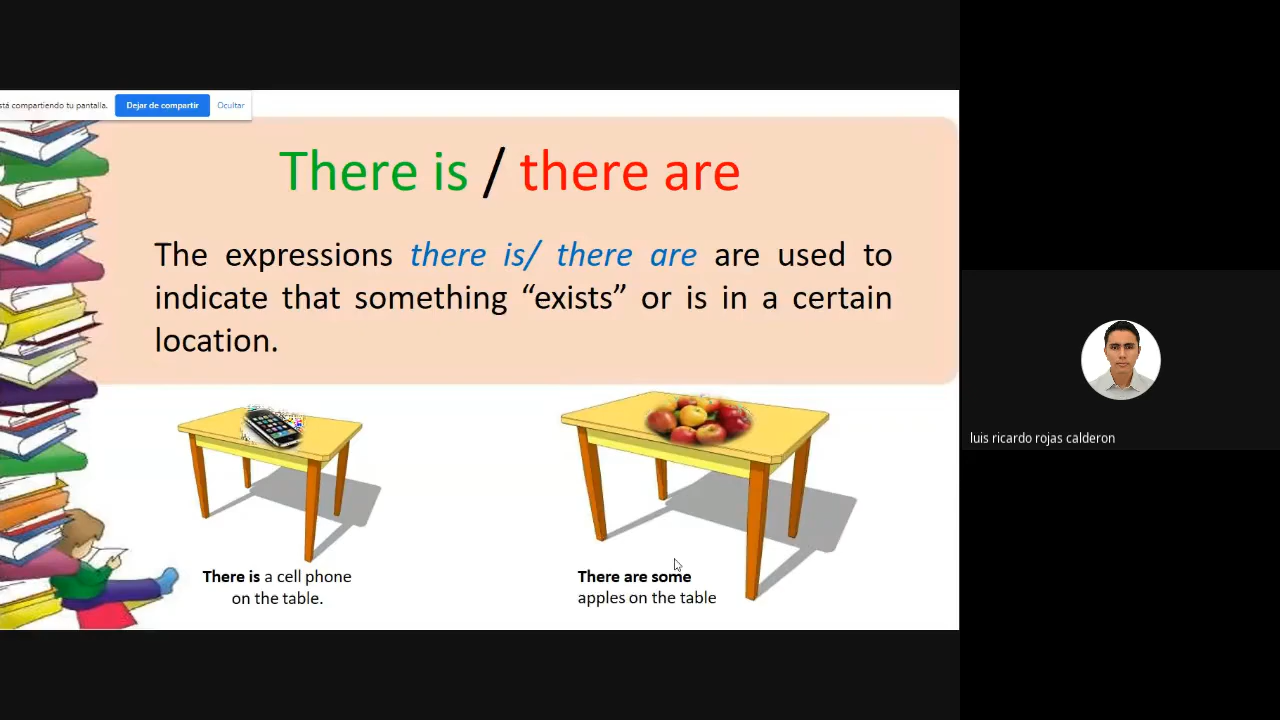 stá compartiendo tu pantalla. Dejar de compartir Ocultar
There is / there are
The expressions there is/ there are are used to
indicate that something “exists” or is in a certain
location.
There is a cell phone
on the table.
There are some
apples on the table
luis ricardo rojas calderon